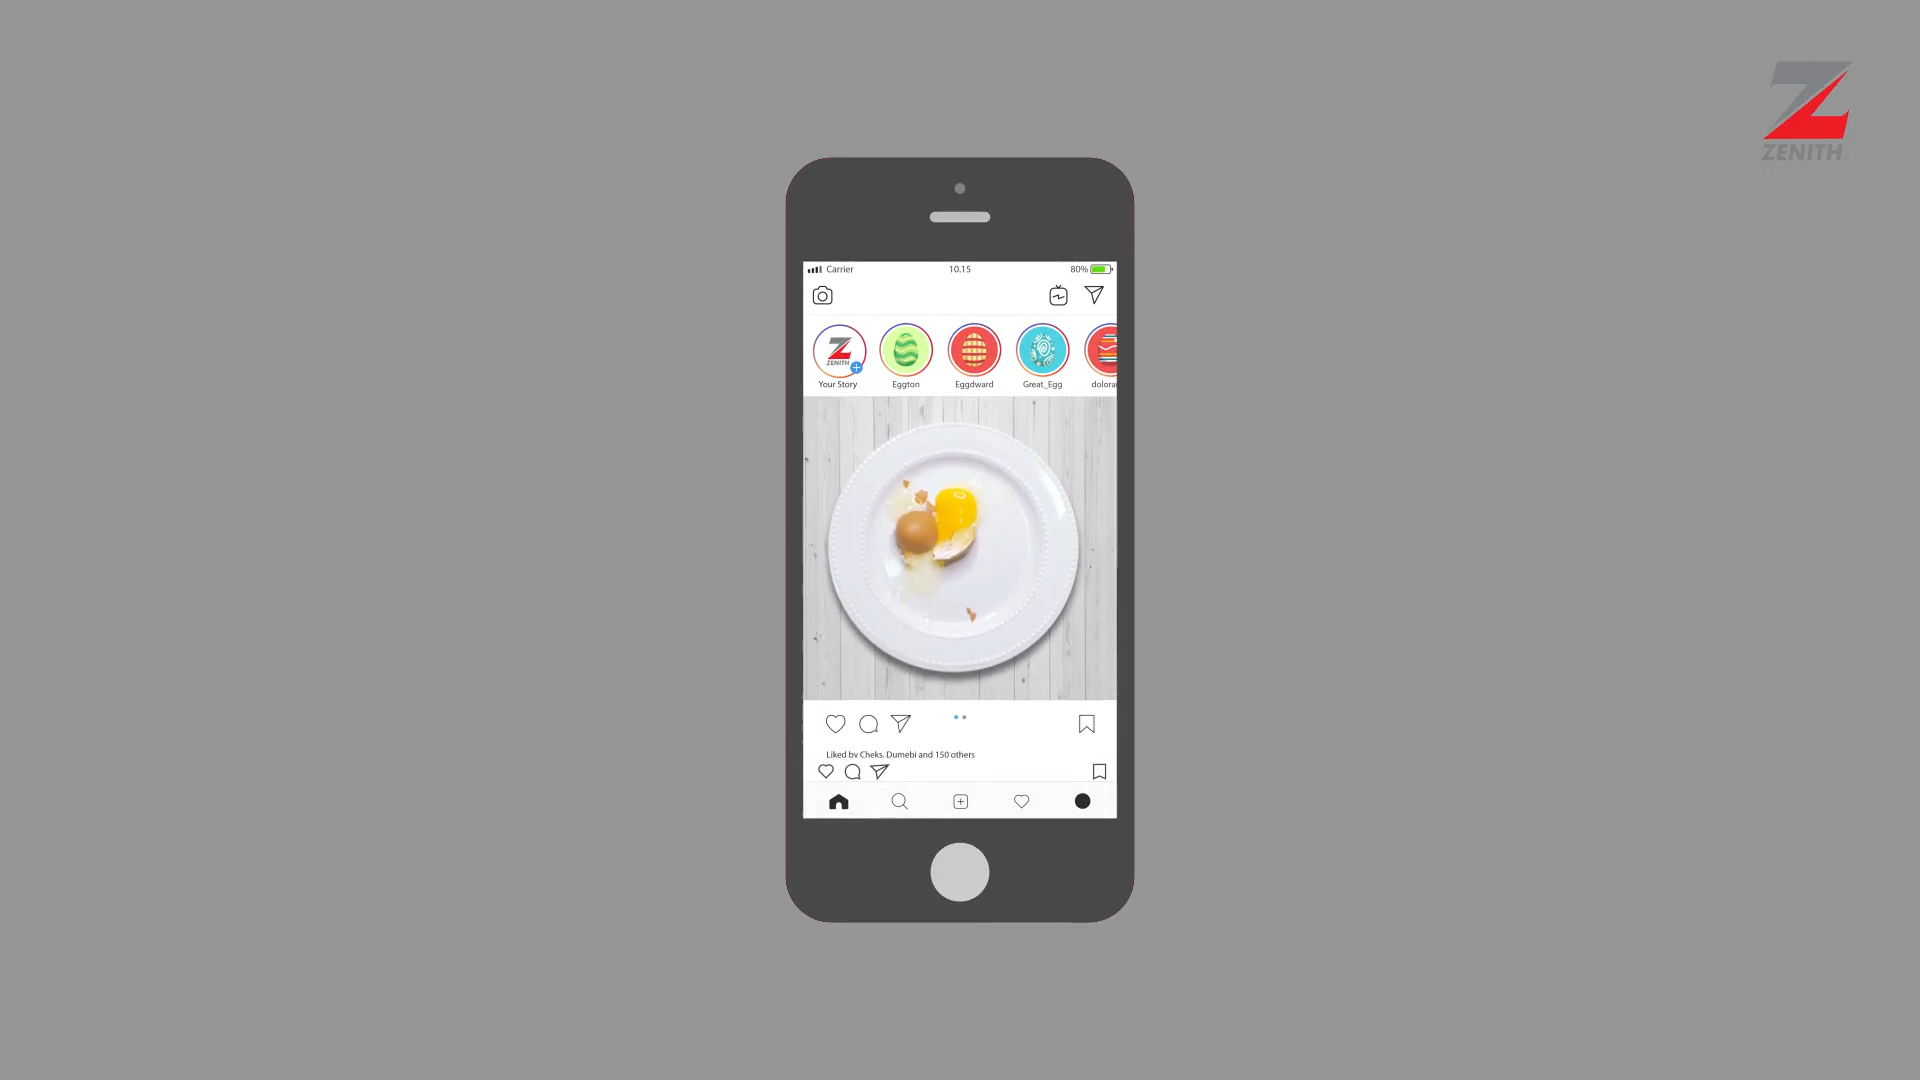 ZENITH
Carrier 10.15 80%
ZENITH
Your Story Eggton Eggdward Great_Egg
Liked by Cheks, Dumebi and 150 others